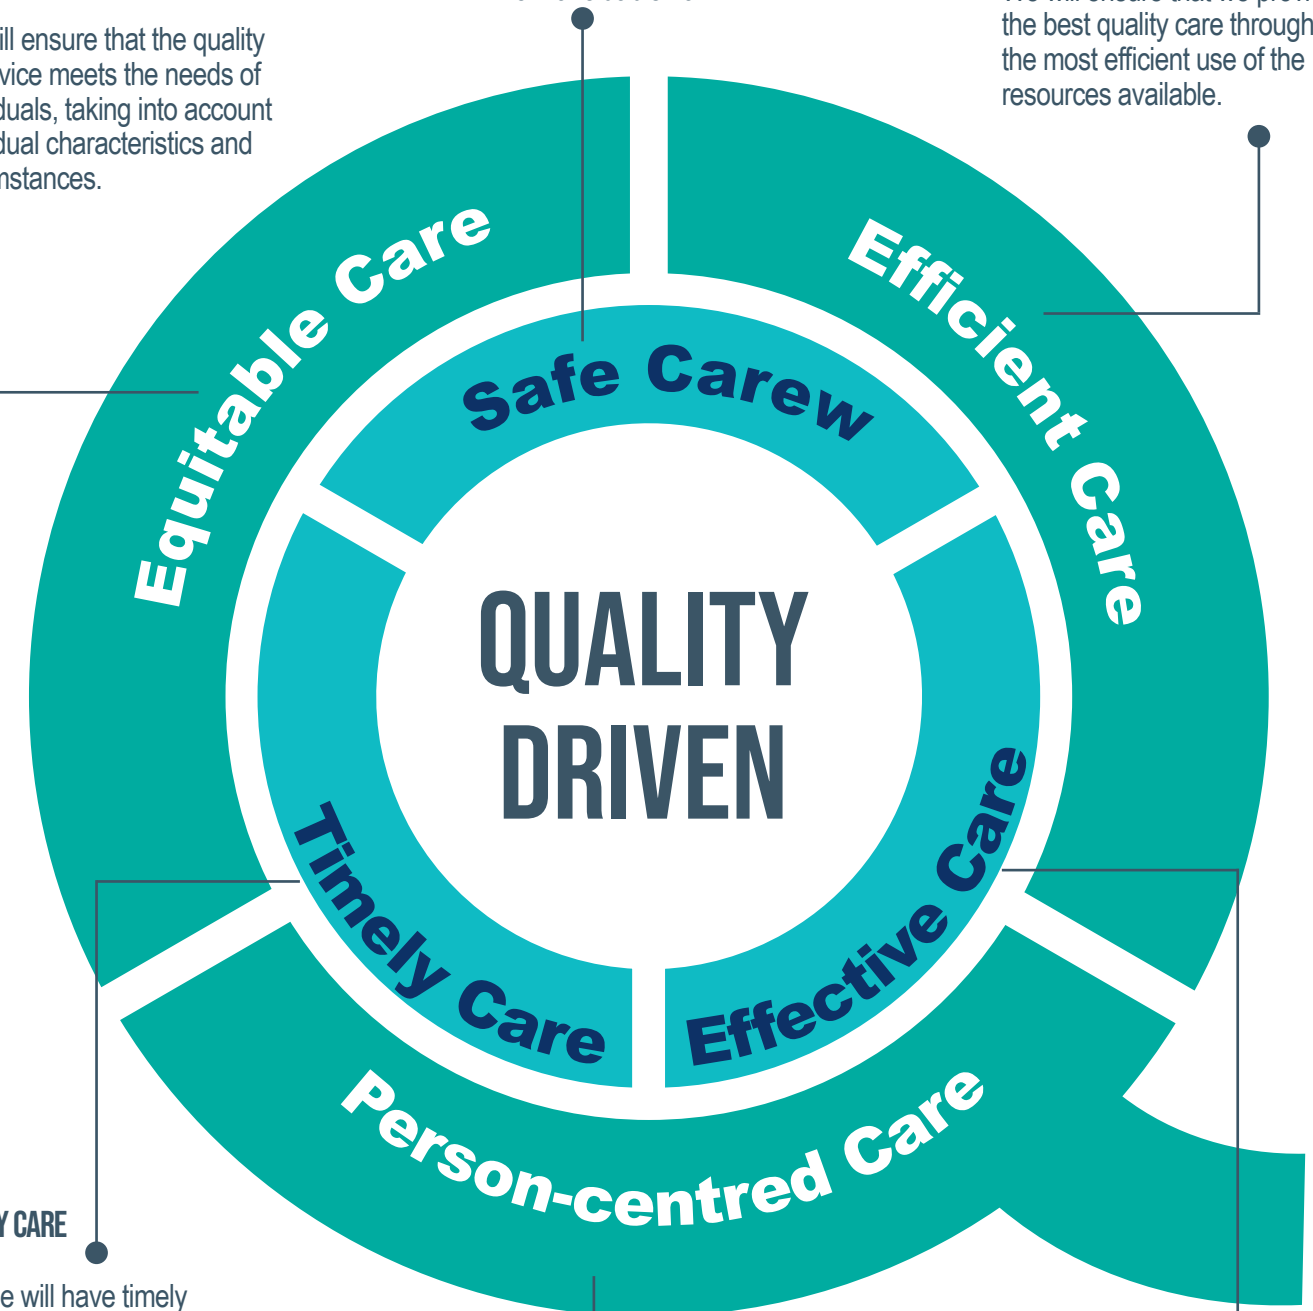 ill ensure that the quality
vice meets the needs of
duals, taking into account
dual characteristics and
mstances.
the best quality care through
the most efficient use of the
resources available.
Equitable Care
Efficient Care
Safe Carew
QUALITY
DRIVEN
Timely Care
Effective Care
Person-centred Care
Y CARE
e will have timely